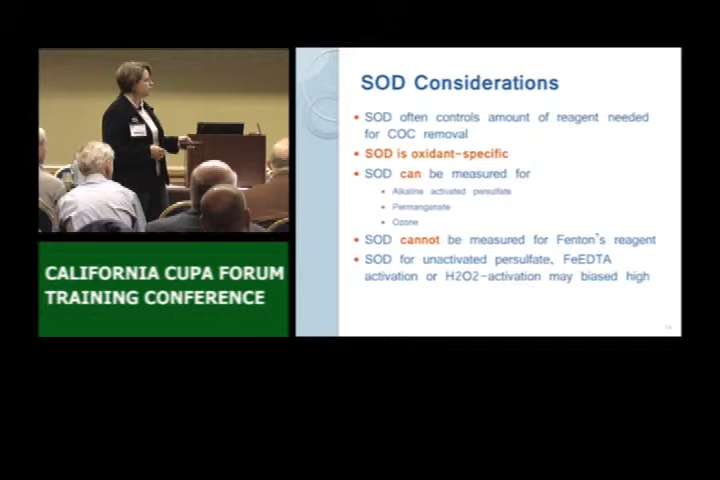 SOD Considerations
SOD often controls amount of reagent needed
for COC removal
SOD is oxidant-specific
SOD can be measured for
Alkaline activated persulfate
Permanganate
Ozone
SOD cannot be measured for Fenton's reagent
SOD for unactivated persulfate, FeEDTA
activation or H2O2-activation may biased high
CALIFORNIA CUPA FORUM
TRAINING CONFERENCE